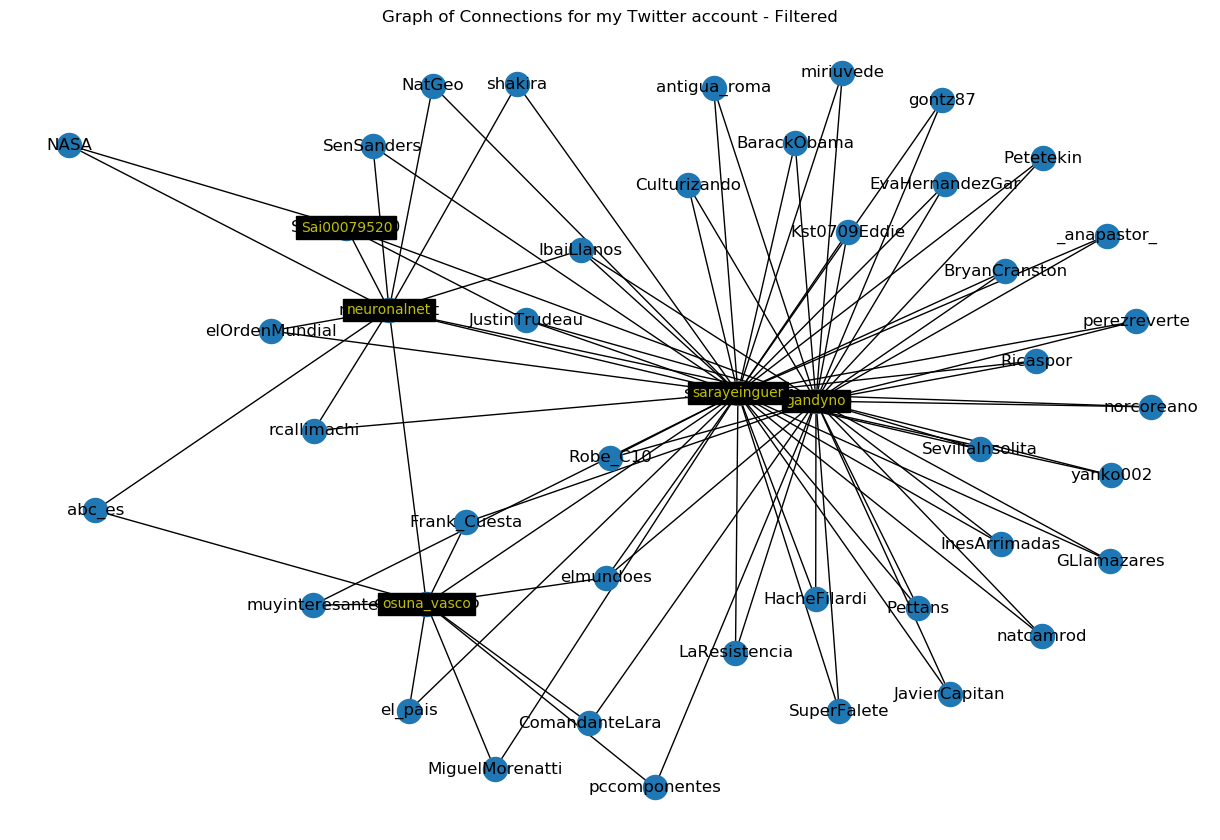 Graph of Connections for my Twitter account - Filtered
miriuvede
NatGeo
shakira
antigua_roma
gontz87
NASA
SenSanders
BarackObama
Petetekin
Culturizando
EvaHernandezGar
Sai00079520
Kst0709Eddie
_anapastor_
IbaiLlanos
BryanCranston
neuronalnet
elOrdenMundial
JustinTrudeau
perezreverte
Ricaspor
sarayeinguer
gandyno
norcoreano
rcallimachi
Robe_C10
SevillaInsolita
yanko002
abc_es
Frank_Cuesta
InesArrimadas
GLlamazares
elmundoes
muyinteresante
osuna_vasco
HacheFilardi
Pettans
natcamrod
LaResistencia
JavierCapitan
el_pais
ComandanteLara
SuperFalete
MiguelMorenatti
pccomponentes